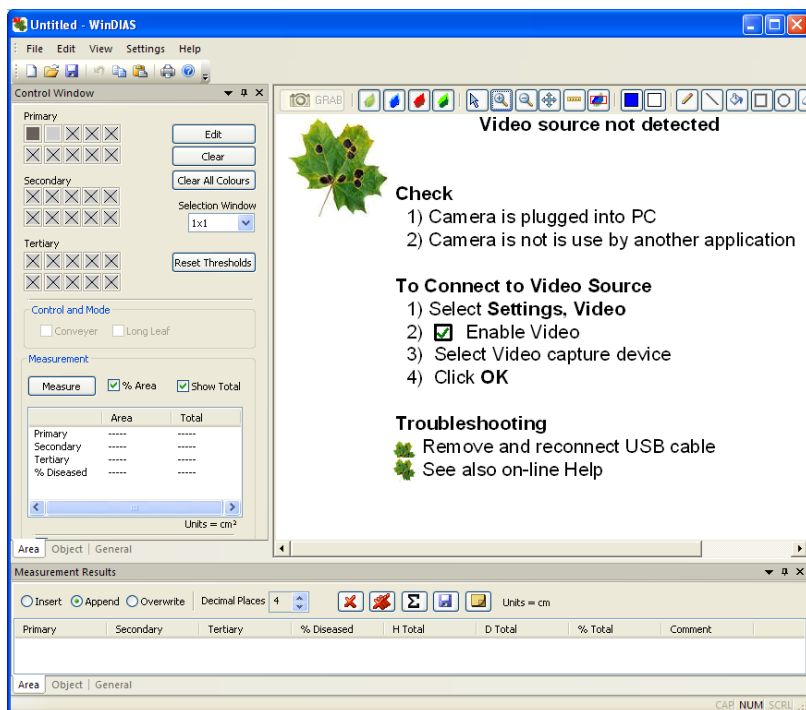 Untitled - WinDIAS
File Edit View Settings Help
Control Window
GRAB
Video source not detected
Primary
Edit
Clear
Secondary
Clear All Colours
Selection Window
1x1
Tertiary
Reset Thresholds
Control and Mode
Conveyer Long Leaf
Measurement
Measure % Area Show Total
Area Total
Primary ----- -----
Secondary ----- -----
Tertiary ----- -----
% Diseased ----- -----
Units = cm²
Area Object General
Check
1) Camera is plugged into PC
2) Camera is not is use by another application
To Connect to Video Source
1) Select Settings, Video
2) Enable Video
3) Select Video capture device
4) Click OK
Troubleshooting
Remove and reconnect USB cable
See also on-line Help
Measurement Results
Insert Append Overwrite Decimal Places 4 Σ Units = cm
Primary Secondary Tertiary % Diseased H Total D Total % Total Comment
Area Object General
CAP NUM SCRL